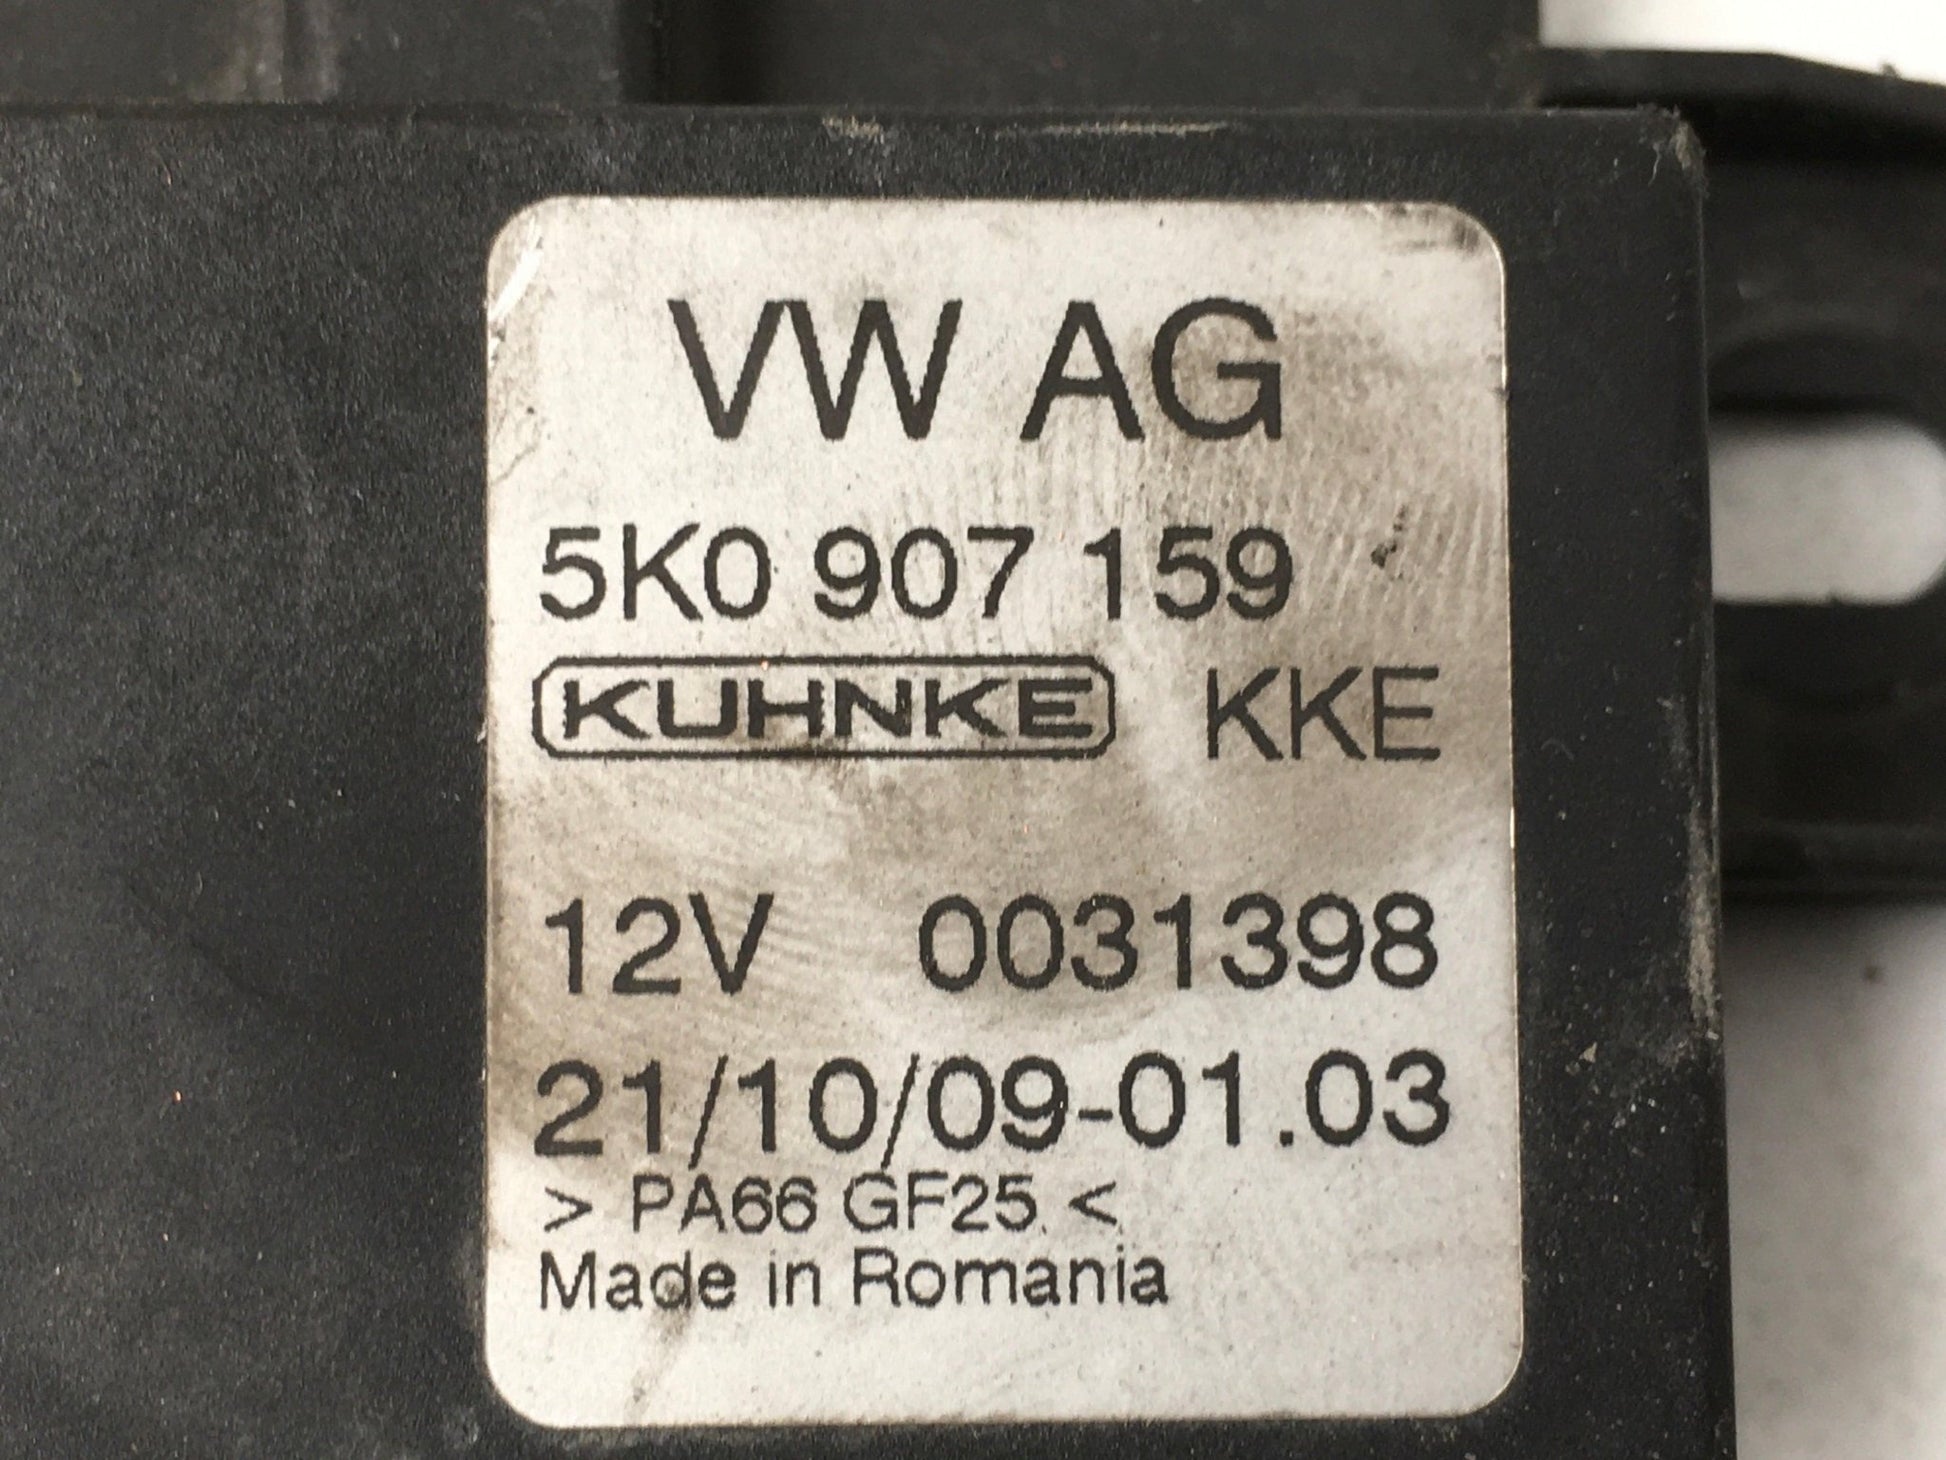 VW AG
5K0 907 159
KUHNKE KKE
12V 0031398
21/10/09-01.03
> PA66 GF25 <
Made in Romania